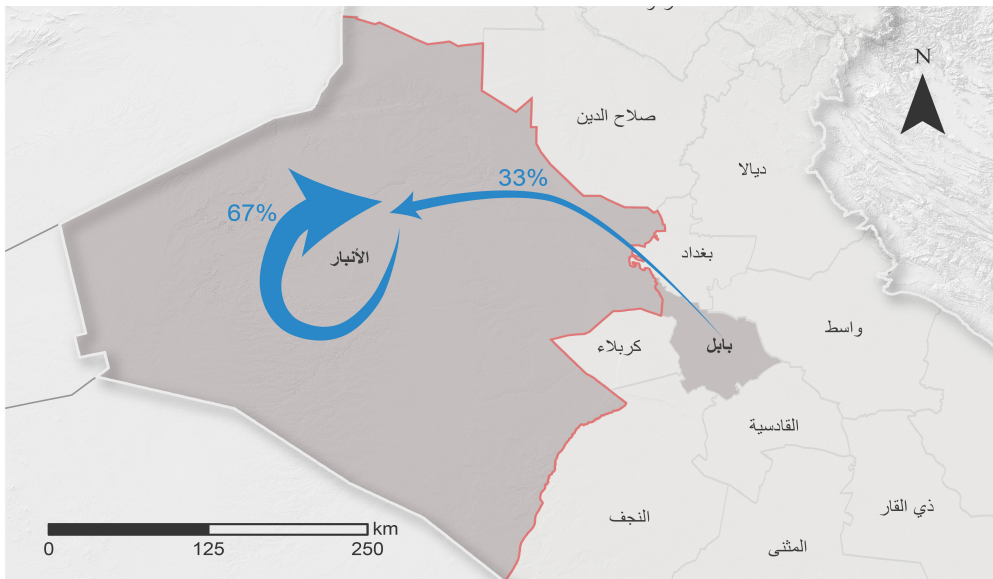 N
صلاح الدين
ديالا
33%
67%
الأنبار
بغداد
واسط
كربلاء
بابل
القادسية
ذي القار
النجف
المثنى
km
0
125
250